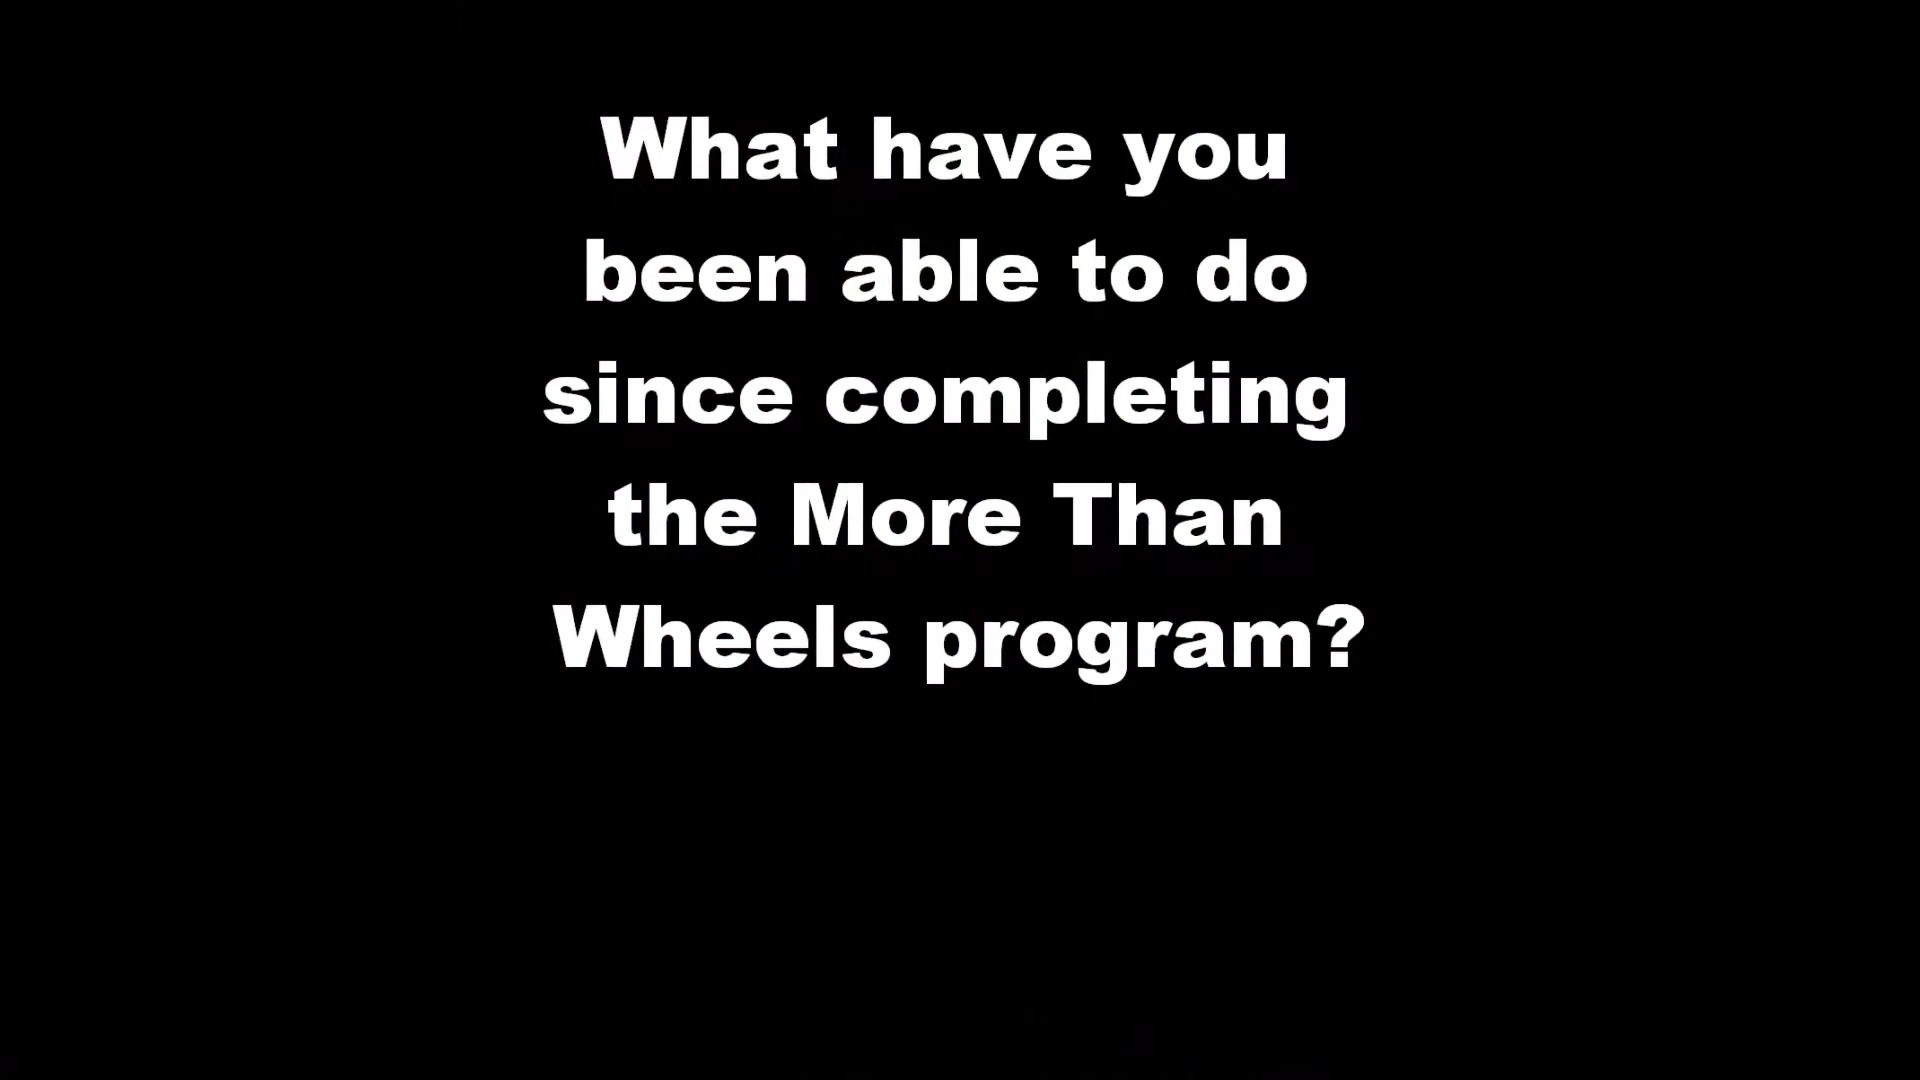 What have you
been able to do
since completing
the More Than
Wheels program?